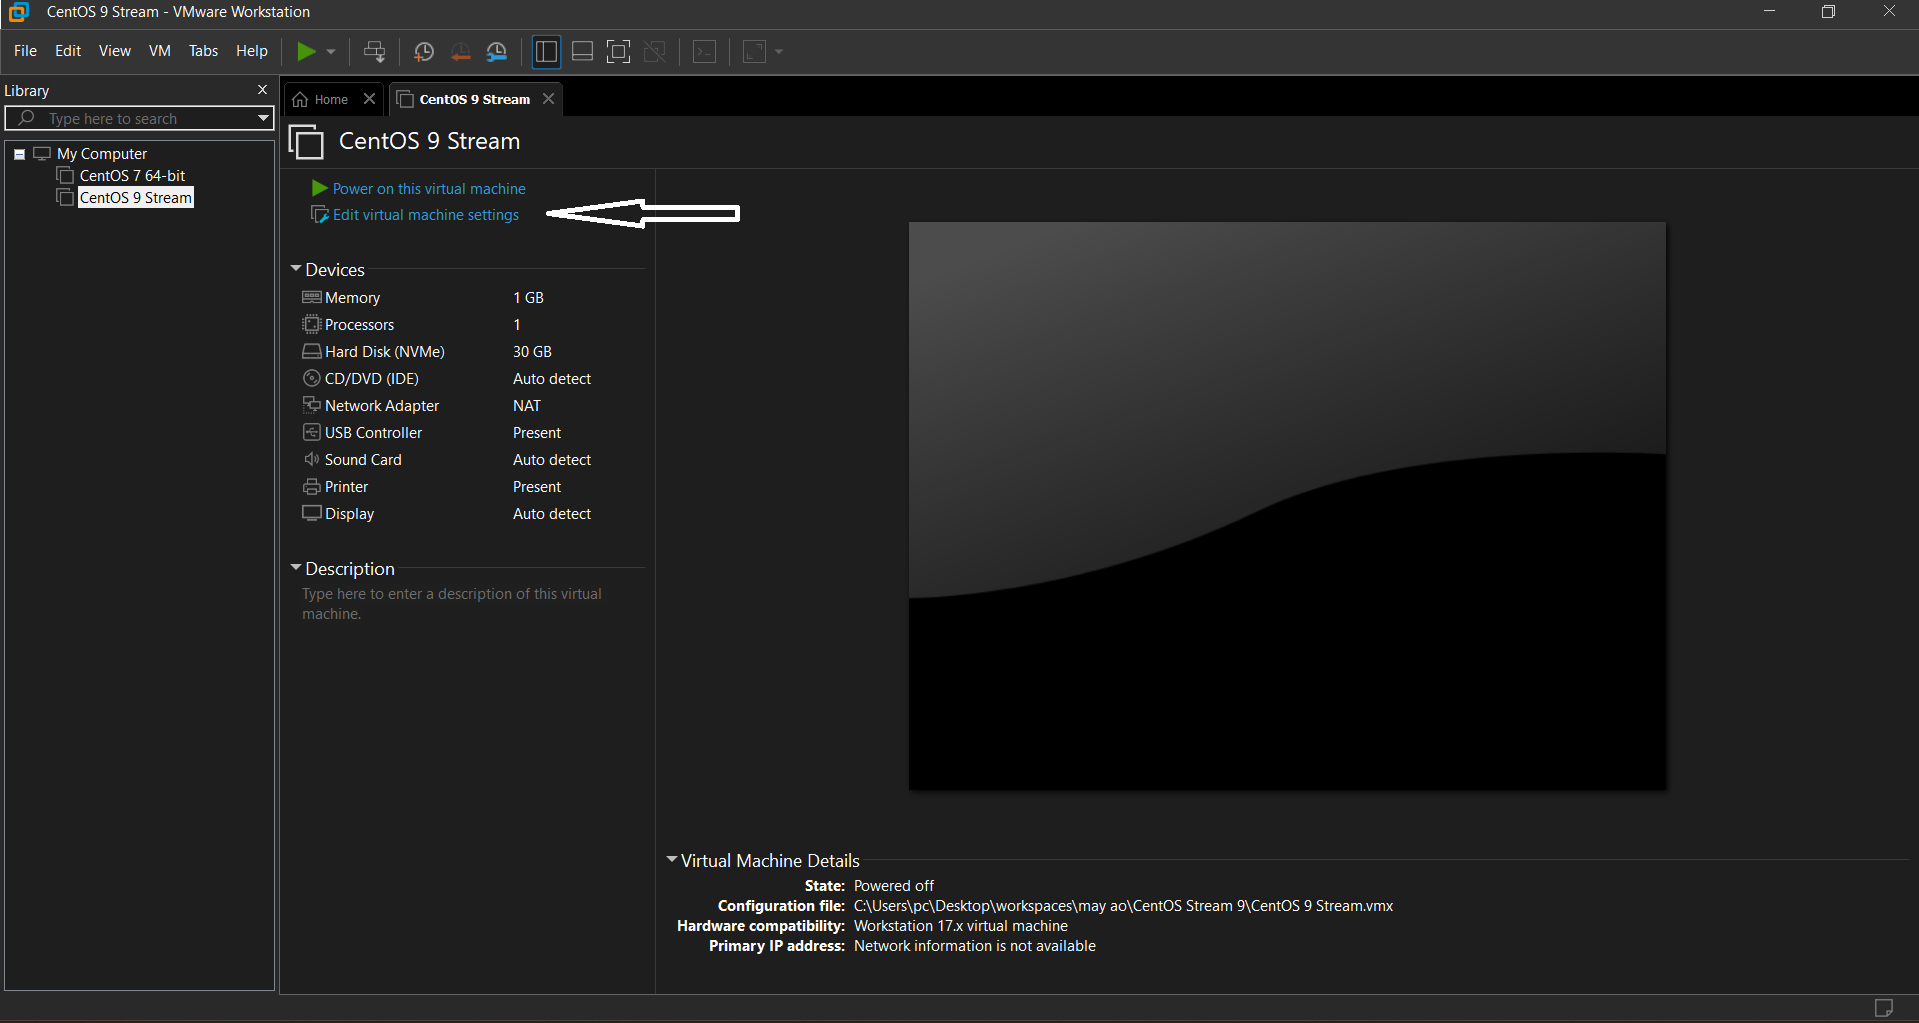 CentOS 9 Stream - VMware Workstation
File Edit View VM Tabs Help
Library
Type here to search
My Computer
CentOS 7 64-bit
CentOS 9 Stream
Home
CentOS 9 Stream
CentOS 9 Stream
Power on this virtual machine
Edit virtual machine settings
Devices
Memory 1 GB
Processors 1
Hard Disk (NVMe) 30 GB
CD/DVD (IDE) Auto detect
Network Adapter NAT
USB Controller Present
Sound Card Auto detect
Printer Present
Display Auto detect
Description
Type here to enter a description of this virtual
machine.
Virtual Machine Details
State: Powered off
Configuration file: C:\Users\pc\Desktop\workspaces\may ao\CentOS Stream 9\CentOS 9 Stream.vmx
Hardware compatibility: Workstation 17.x virtual machine
Primary IP address: Network information is not available